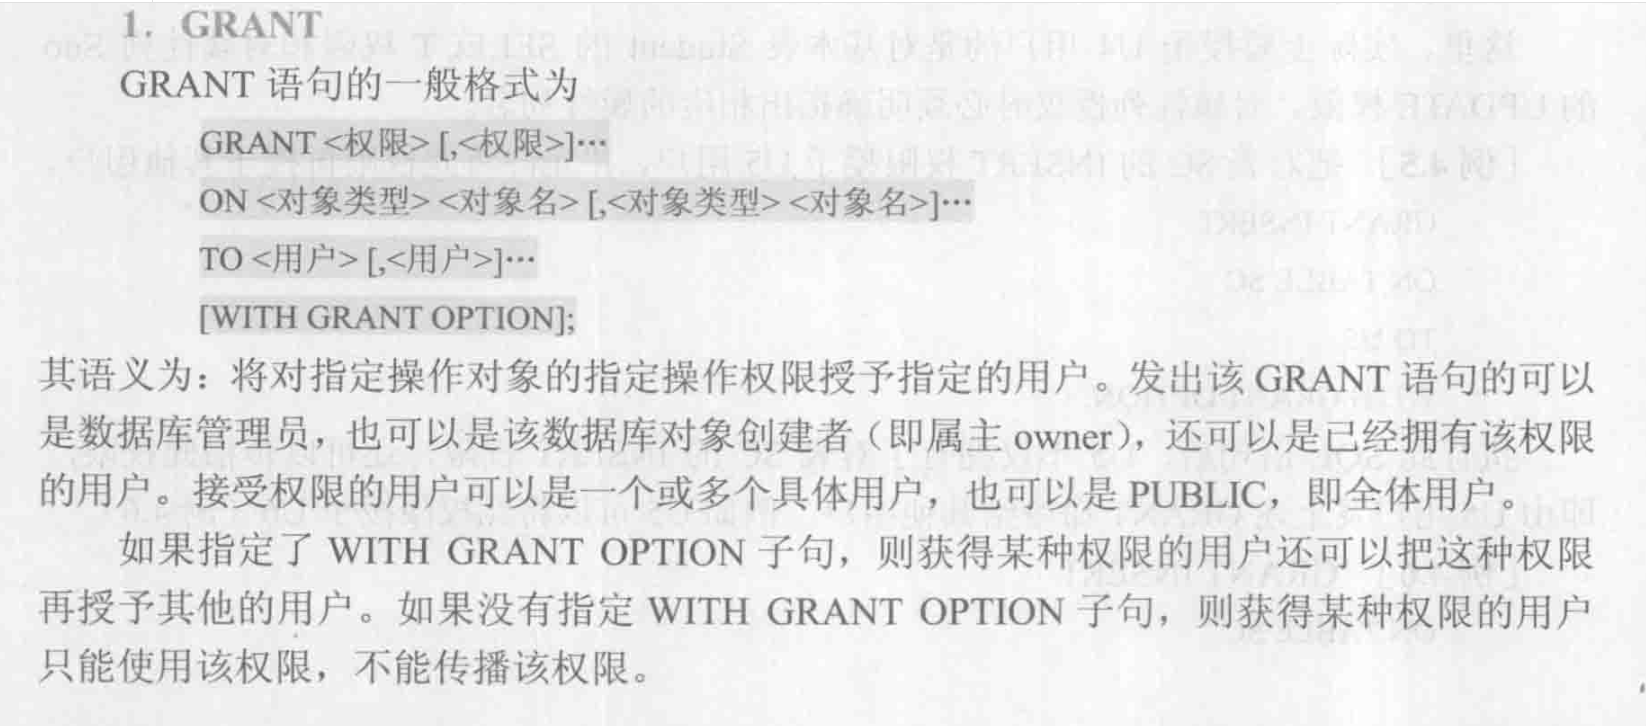 1. GRANT
GRANT 语句的一般格式为
GRANT <权限> [,<权限>]…
ON <对象类型> <对象名> [,<对象类型> <对象名>]…
TO <用户> [,<用户>]…
[WITH GRANT OPTION];
其语义为：将对指定操作对象的指定操作权限授予指定的用户。发出该 GRANT 语句的可以
是数据库管理员，也可以是该数据库对象创建者（即属主 owner），还可以是已经拥有该权限
的用户。接受权限的用户可以是一个或多个具体用户，也可以是 PUBLIC，即全体用户。
如果指定了 WITH GRANT OPTION 子句，则获得某种权限的用户还可以把这种权限
再授予其他的用户。如果没有指定 WITH GRANT OPTION 子句，则获得某种权限的用户
只能使用该权限，不能传播该权限。